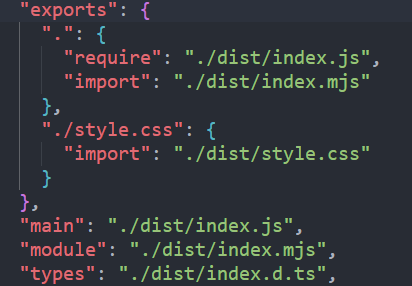 "exports": {
".": {
"require": "./dist/index.js",
"import": "./dist/index.mjs"
},
"./style.css": {
"import": "./dist/style.css"
}
},
"main": "./dist/index.js",
"module": "./dist/index.mjs",
"types": "./dist/index.d.ts",